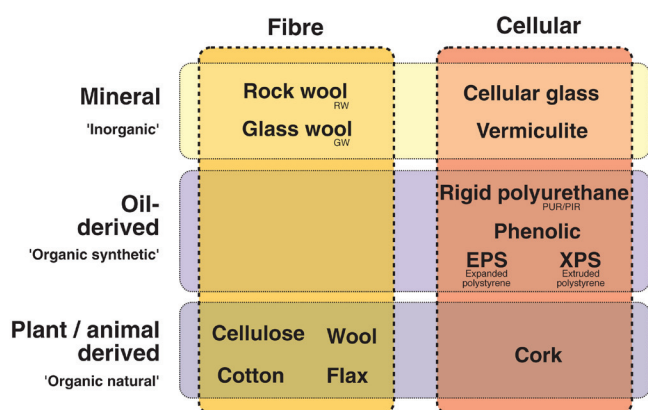 Fibre
Cellular
Mineral
'Inorganic'
Rock wool
RW
Glass wool
GW
Cellular glass
Vermiculite
Oil-
derived
'Organic synthetic'
Rigid polyurethane
PUR/PIR
Phenolic
EPS
Expanded
polystyrene
XPS
Extruded
polystyrene
Plant / animal
derived
'Organic natural'
Cellulose
Wool
Cotton
Flax
Cork